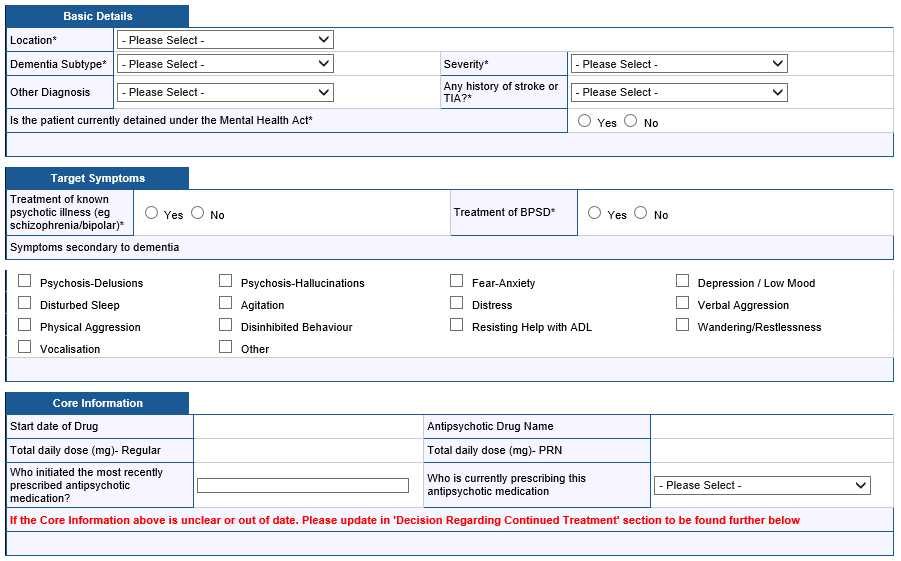 Basic Details
Location* - Please Select -
Dementia Subtype* - Please Select - Severity* - Please Select -
Other Diagnosis - Please Select - Any history of stroke or
TIA?* - Please Select -
Is the patient currently detained under the Mental Health Act* Yes No
Target Symptoms
Treatment of known
psychotic illness (eg
schizophrenia/bipolar)* Yes No Treatment of BPSD* Yes No
Symptoms secondary to dementia
Psychosis-Delusions Psychosis-Hallucinations Fear-Anxiety Depression / Low Mood
Disturbed Sleep Agitation Distress Verbal Aggression
Physical Aggression Disinhibited Behaviour Resisting Help with ADL Wandering/Restlessness
Vocalisation Other
Core Information
Start date of Drug Antipsychotic Drug Name
Total daily dose (mg)- Regular Total daily dose (mg)- PRN
Who initiated the most recently
prescribed antipsychotic
medication?
Who is currently prescribing this
antipsychotic medication - Please Select -
If the Core Information above is unclear or out of date. Please update in 'Decision Regarding Continued Treatment' section to be found further below